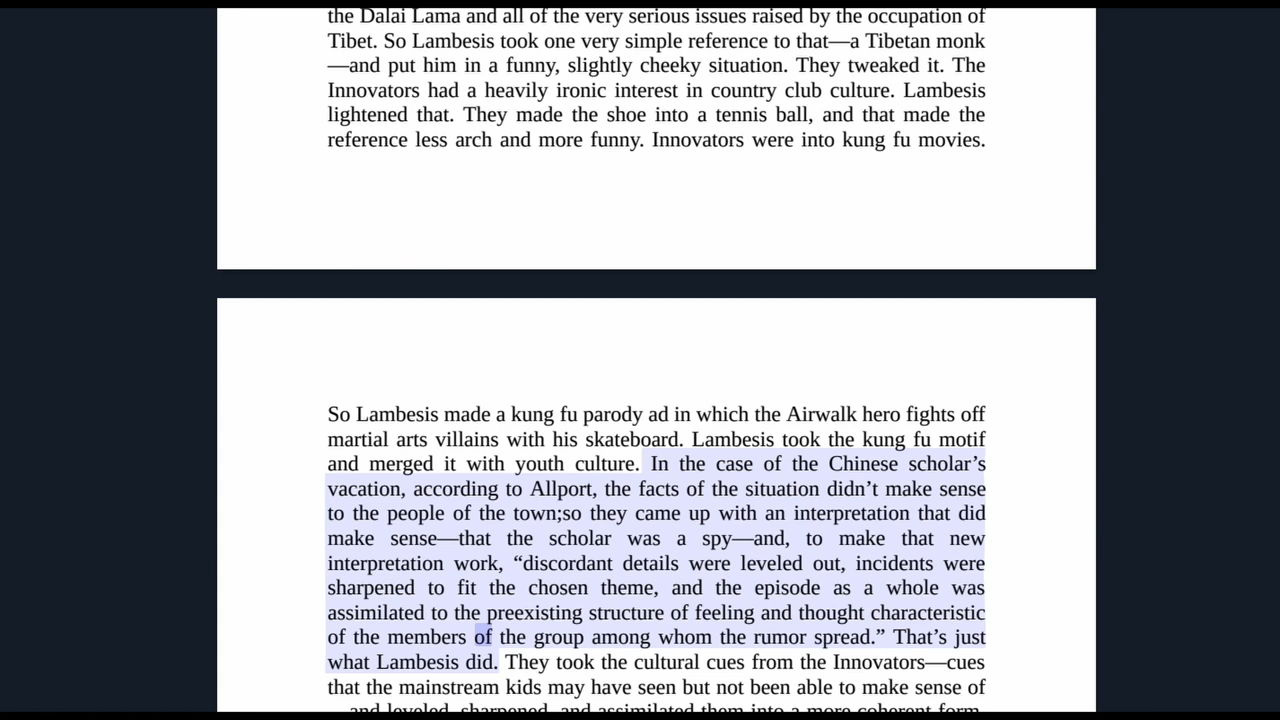 the Dalai Lama and all of the very serious issues raised by the occupation of
Tibet. So Lambesis took one very simple reference to that—a Tibetan monk
—and put him in a funny, slightly cheeky situation. They tweaked it. The
Innovators had a heavily ironic interest in country club culture. Lambesis
lightened that. They made the shoe into a tennis ball, and that made the
reference less arch and more funny. Innovators were into kung fu movies.
So Lambesis made a kung fu parody ad in which the Airwalk hero fights off
martial arts villains with his skateboard. Lambesis took the kung fu motif
and merged it with youth culture. In the case of the Chinese scholar’s
vacation, according to Allport, the facts of the situation didn’t make sense
to the people of the town;so they came up with an interpretation that did
make sense—that the scholar was a spy—and, to make that new
interpretation work, “discordant details were leveled out, incidents were
sharpened to fit the chosen theme, and the episode as a whole was
assimilated to the preexisting structure of feeling and thought characteristic
of the members of the group among whom the rumor spread.” That’s just
what Lambesis did. They took the cultural cues from the Innovators—cues
that the mainstream kids may have seen but not been able to make sense of
—and leveled, sharpened, and assimilated them into a more coherent form.